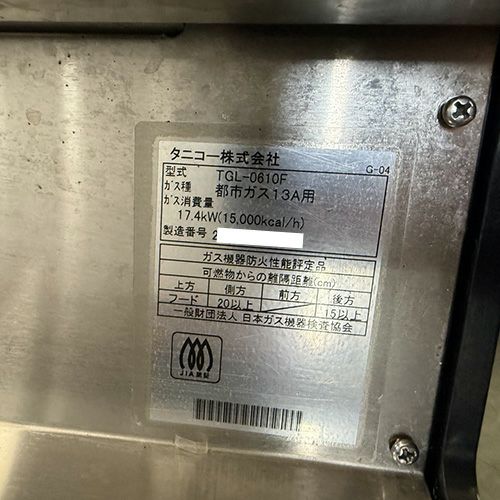 タニコー株式会社
G-04
型式 TGL-0610F
ガス種 都市ガス13A用
ガス消費量
17.4kW(15,000kcal/h)
製造番号 2
ガス機器防火性能評定品
可燃物からの離隔距離(cm)
上方 側方 前方 後方
フード 20以上 15以上
一般財団法人 日本ガス機器検査協会
JIA認証